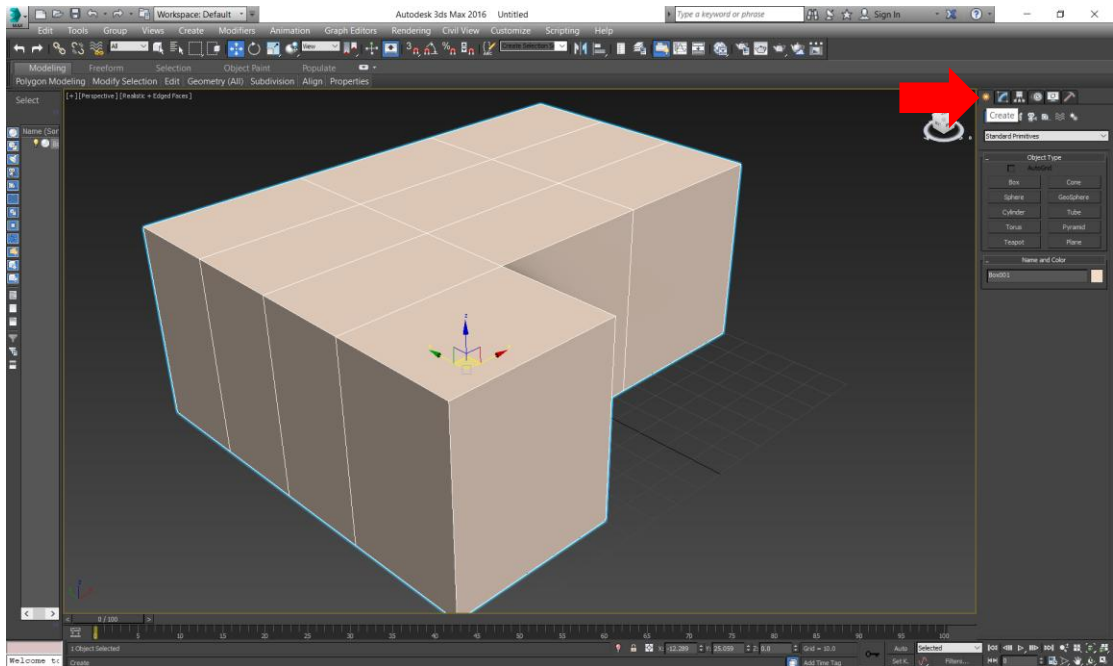 MAX
Workspace: Default
Autodesk 3ds Max 2016 Untitled
Type a keyword or phrase
Sign In
Edit Tools Group Views Create Modifiers Animation Graph Editors Rendering Civil View Customize Scripting Help
All
View
Create Selection S
Modeling Freeform Selection Object Paint Populate
Polygon Modeling Modify Selection Edit Geometry (All) Subdivision Align Properties
Select
[+] [Perspective] [Realistic + Edged Faces]
Name (Sor
Create
Standard Primitives
Object Type
AutoGrid
Box Cone
Sphere GeoSphere
Cylinder Tube
Torus Pyramid
Teapot Plane
Name and Color
Box001
z
0 / 100
0 5 10 15 20 25 30 35 40 45 50 55 60 65 70 75 80 85 90 95 100
1 Object Selected
X: -12.289 Y: 25.059 Z: 0.0 Grid = 10.0
Auto Selected
Welcome to
Create
Add Time Tag
Set K. Filters...
0